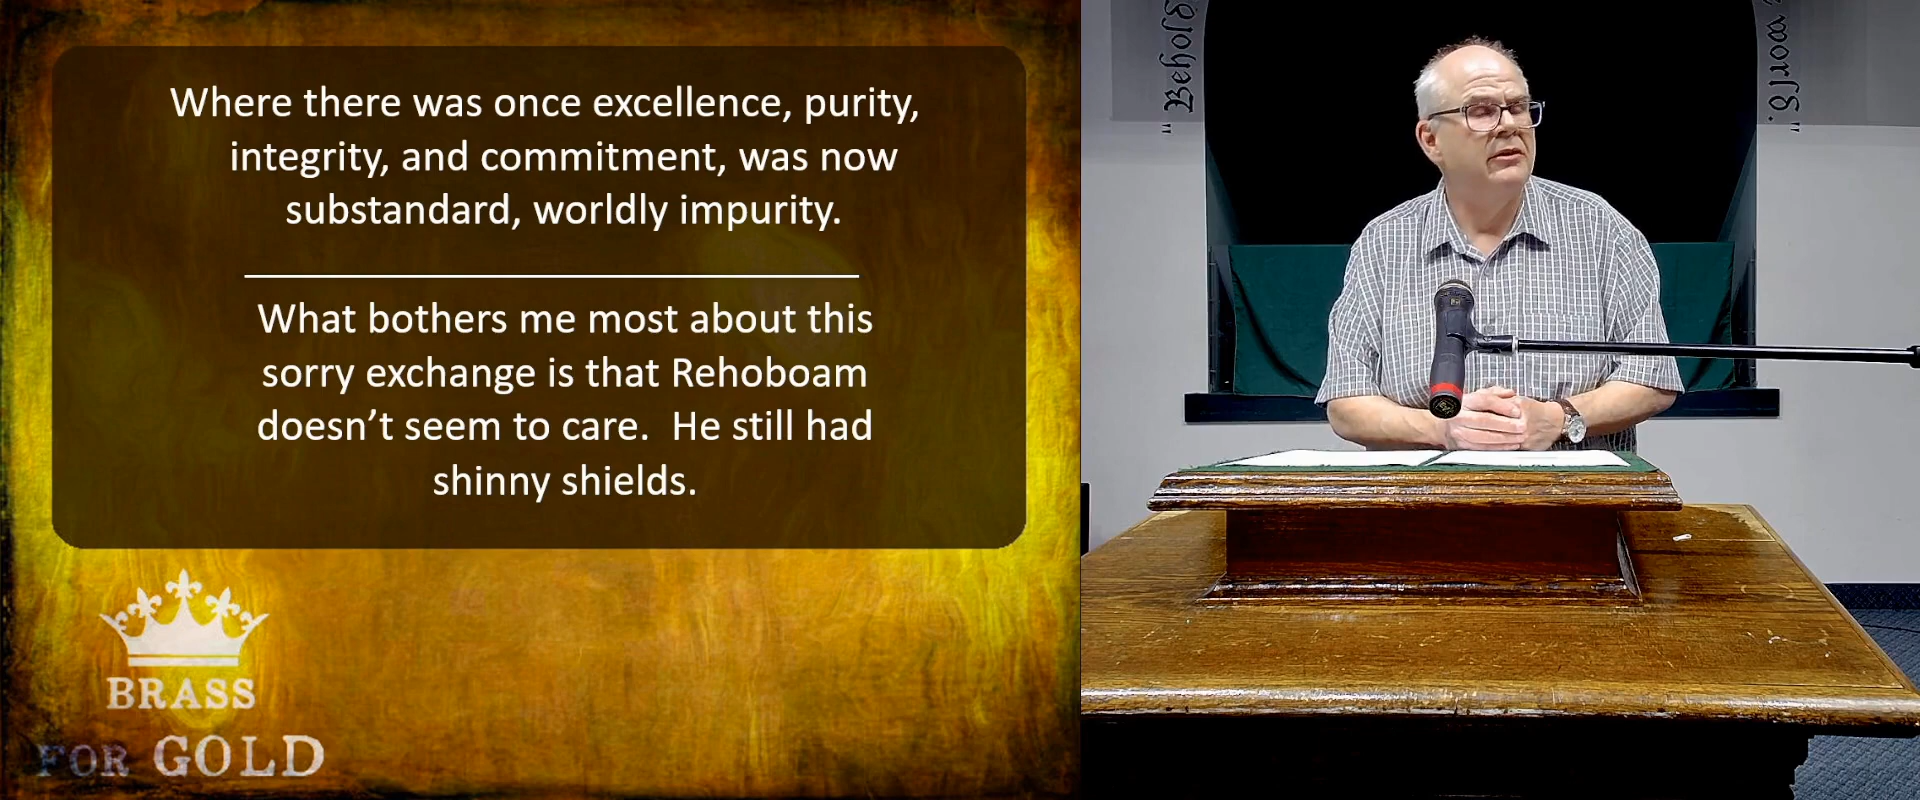 Where there was once excellence, purity,
integrity, and commitment, was now
substandard, worldly impurity.
What bothers me most about this
sorry exchange is that Rehoboam
doesn’t seem to care.  He still had
shinny shields.
BRASS
FOR GOLD
"Behold
world."